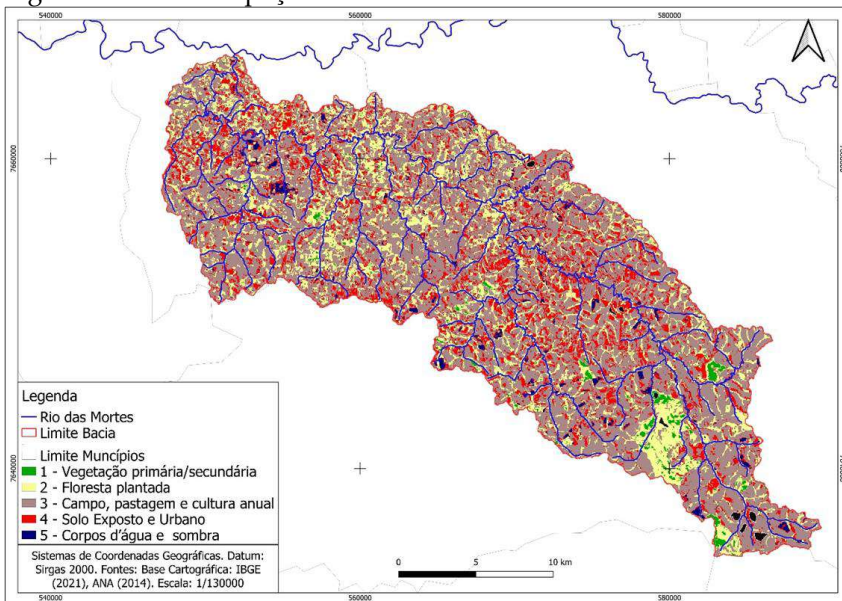 540000 560000 580000
7660000
7640000
Legenda
Rio das Mortes
Limite Bacia
Limite Muncípios
1 - Vegetação primária/secundária
2 - Floresta plantada
3 - Campo, pastagem e cultura anual
4 - Solo Exposto e Urbano
5 - Corpos d'água e sombra
Sistemas de Coordenadas Geográficas. Datum:
Sirgas 2000. Fontes: Base Cartográfica: IBGE
(2021), ANA (2014). Escala: 1/130000
0 5 10 km
540000 560000 580000